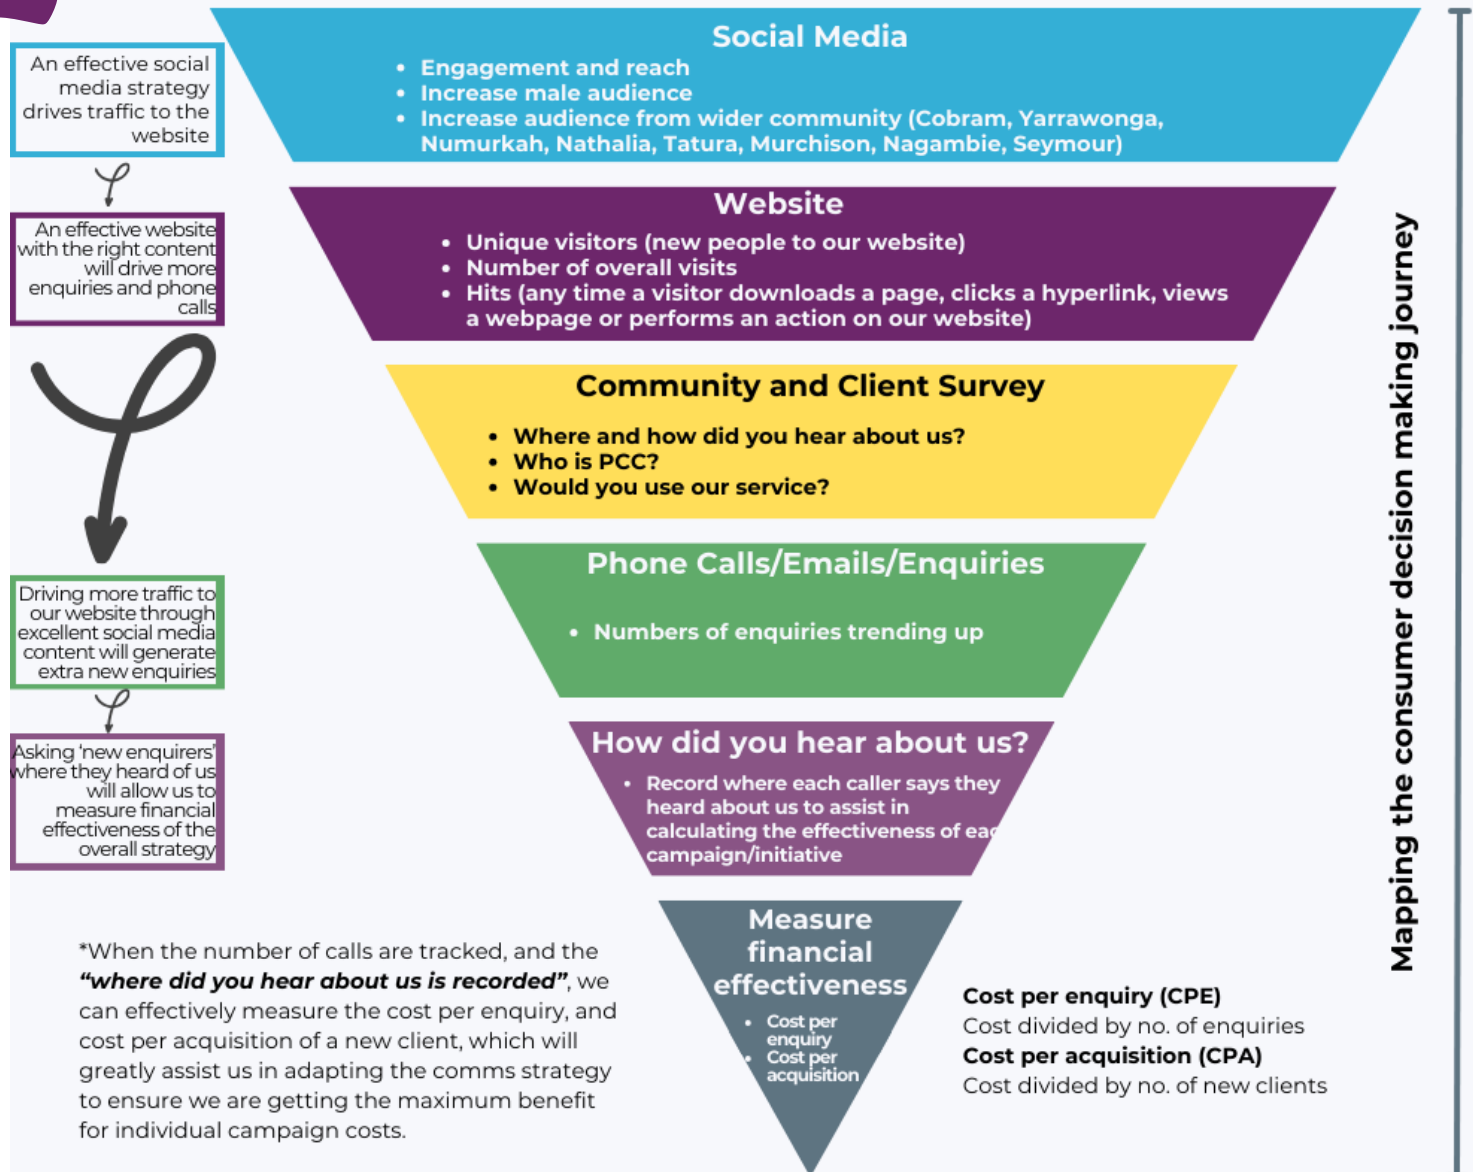 An effective social
media strategy
drives traffic to the
website
An effective website
with the right content
will drive more
enquiries and phone
calls
Driving more traffic to
our website through
excellent social media
content will generate
extra new enquiries
Asking ‘new enquirers’
where they heard of us
will allow us to
measure financial
effectiveness of the
overall strategy
Social Media
• Engagement and reach
• Increase male audience
• Increase audience from wider community (Cobram, Yarrawonga,
Numurkah, Nathalia, Tatura, Murchison, Nagambie, Seymour)
Website
• Unique visitors (new people to our website)
• Number of overall visits
• Hits (any time a visitor downloads a page, clicks a hyperlink, views
a webpage or performs an action on our website)
Community and Client Survey
• Where and how did you hear about us?
• Who is PCC?
• Would you use our service?
Phone Calls/Emails/Enquiries
• Numbers of enquiries trending up
How did you hear about us?
• Record where each caller says they
heard about us to assist in
calculating the effectiveness of eac
campaign/initiative
Measure
financial
effectiveness
• Cost per
enquiry
• Cost per
acquisition
*When the number of calls are tracked, and the
“where did you hear about us is recorded”, we
can effectively measure the cost per enquiry, and
cost per acquisition of a new client, which will
greatly assist us in adapting the comms strategy
to ensure we are getting the maximum benefit
for individual campaign costs.
Cost per enquiry (CPE)
Cost divided by no. of enquiries
Cost per acquisition (CPA)
Cost divided by no. of new clients
Mapping the consumer decision making journey